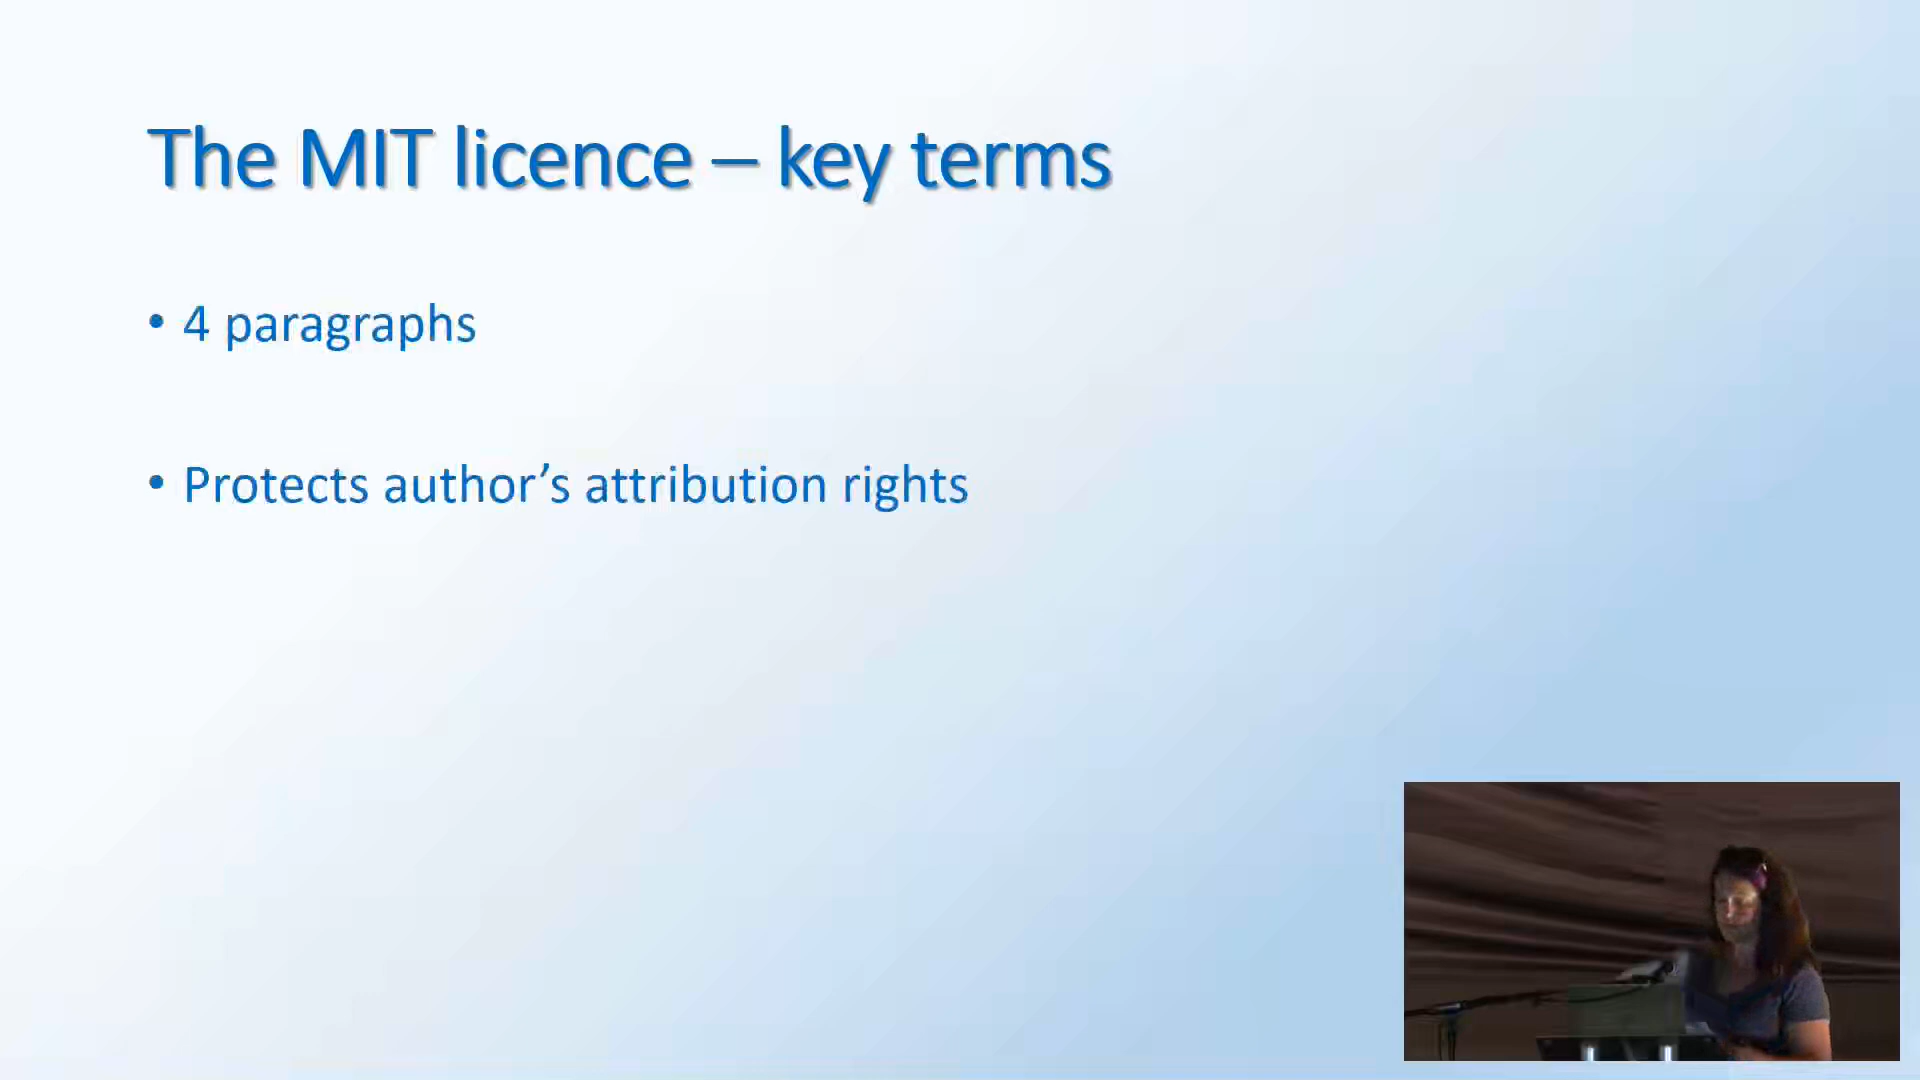 The MIT licence – key terms
• 4 paragraphs
• Protects author’s attribution rights